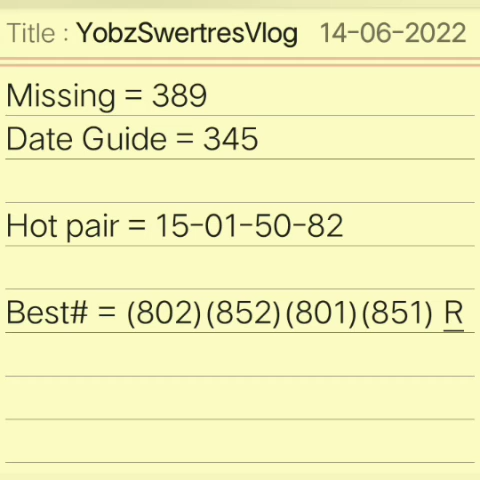 Title : YobzSwertresVlog 14-06-2022
Missing = 389
Date Guide = 345
Hot pair = 15-01-50-82
Best# = (802)(852)(801)(851) R